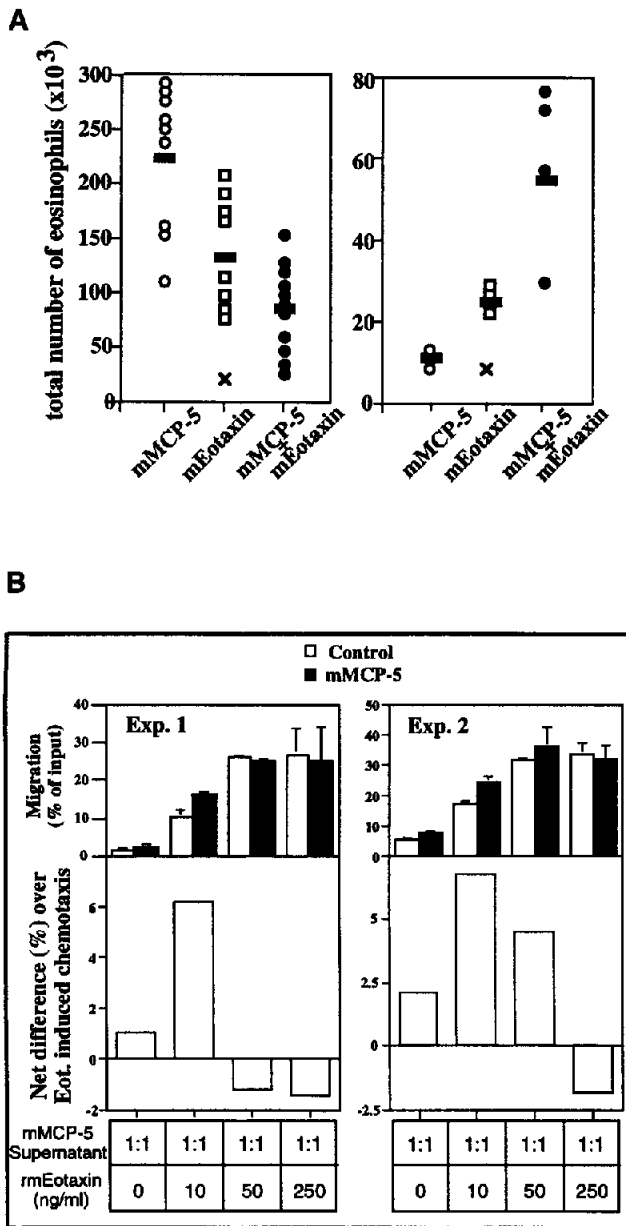 A
total number of eosinophils (x10³)
300
250
200
150
100
50
0
mMCP-5
mEotaxin
mMCP-5
+
mEotaxin
80
60
40
20
0
mMCP-5
mEotaxin
mMCP-5
+
mEotaxin
B
Control
mMCP-5
Migration
(% of input)
Exp. 1
40
30
20
10
0
Exp. 2
50
40
30
20
10
0
Net difference (%) over
Eot. induced chemotaxis
6
4
2
0
-2
5
2.5
0
-2.5
mMCP-5
Supernatant
1:1 1:1 1:1 1:1
1:1 1:1 1:1 1:1
rmEotaxin
(ng/ml)
0 10 50 250
0 10 50 250